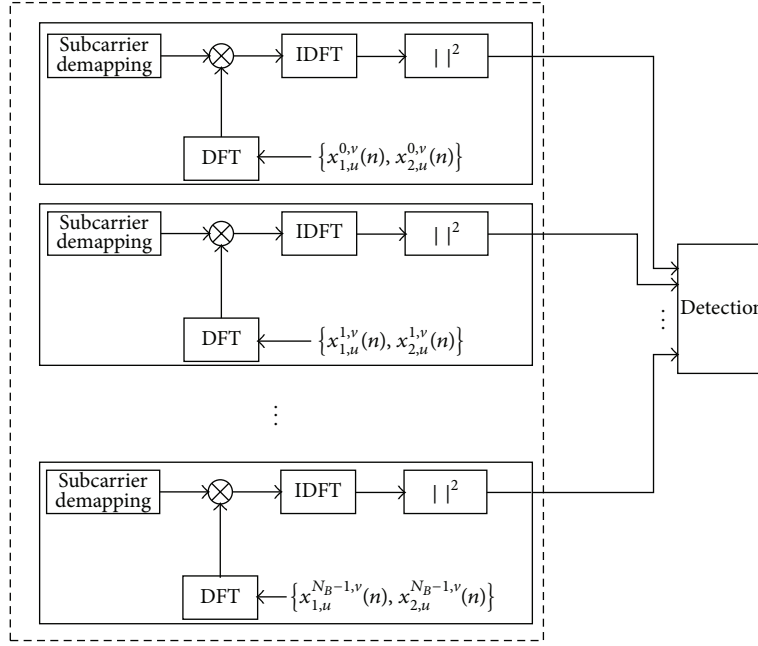 Subcarrier
demapping
IDFT
| |²
DFT
{x_{1,u}^{0,ν}(n), x_{2,u}^{0,ν}(n)}
Subcarrier
demapping
IDFT
| |²
DFT
{x_{1,u}^{1,ν}(n), x_{2,u}^{1,ν}(n)}
Detection
⋮
⋮
Subcarrier
demapping
IDFT
| |²
DFT
{x_{1,u}^{N_B−1,ν}(n), x_{2,u}^{N_B−1,ν}(n)}